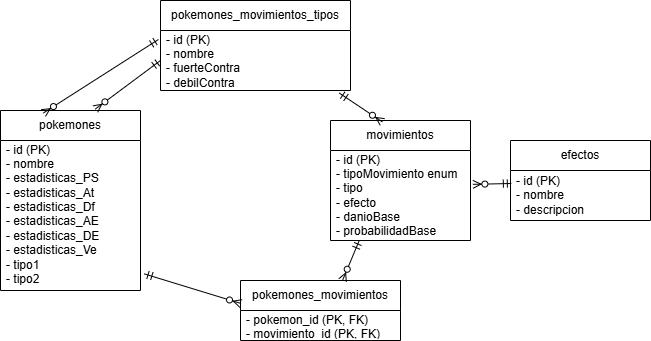 pokemones_movimientos_tipos
- id (PK)
- nombre
- fuerteContra
- debilContra
pokemones
- id (PK)
- nombre
- estadisticas_PS
- estadisticas_At
- estadisticas_Df
- estadisticas_AE
- estadisticas_DE
- estadisticas_Ve
- tipo1
- tipo2
movimientos
- id (PK)
- tipoMovimiento enum
- tipo
- efecto
- danioBase
- probabilidadBase
efectos
- id (PK)
- nombre
- descripcion
pokemones_movimientos
- pokemon_id (PK, FK)
- movimiento_id (PK, FK)